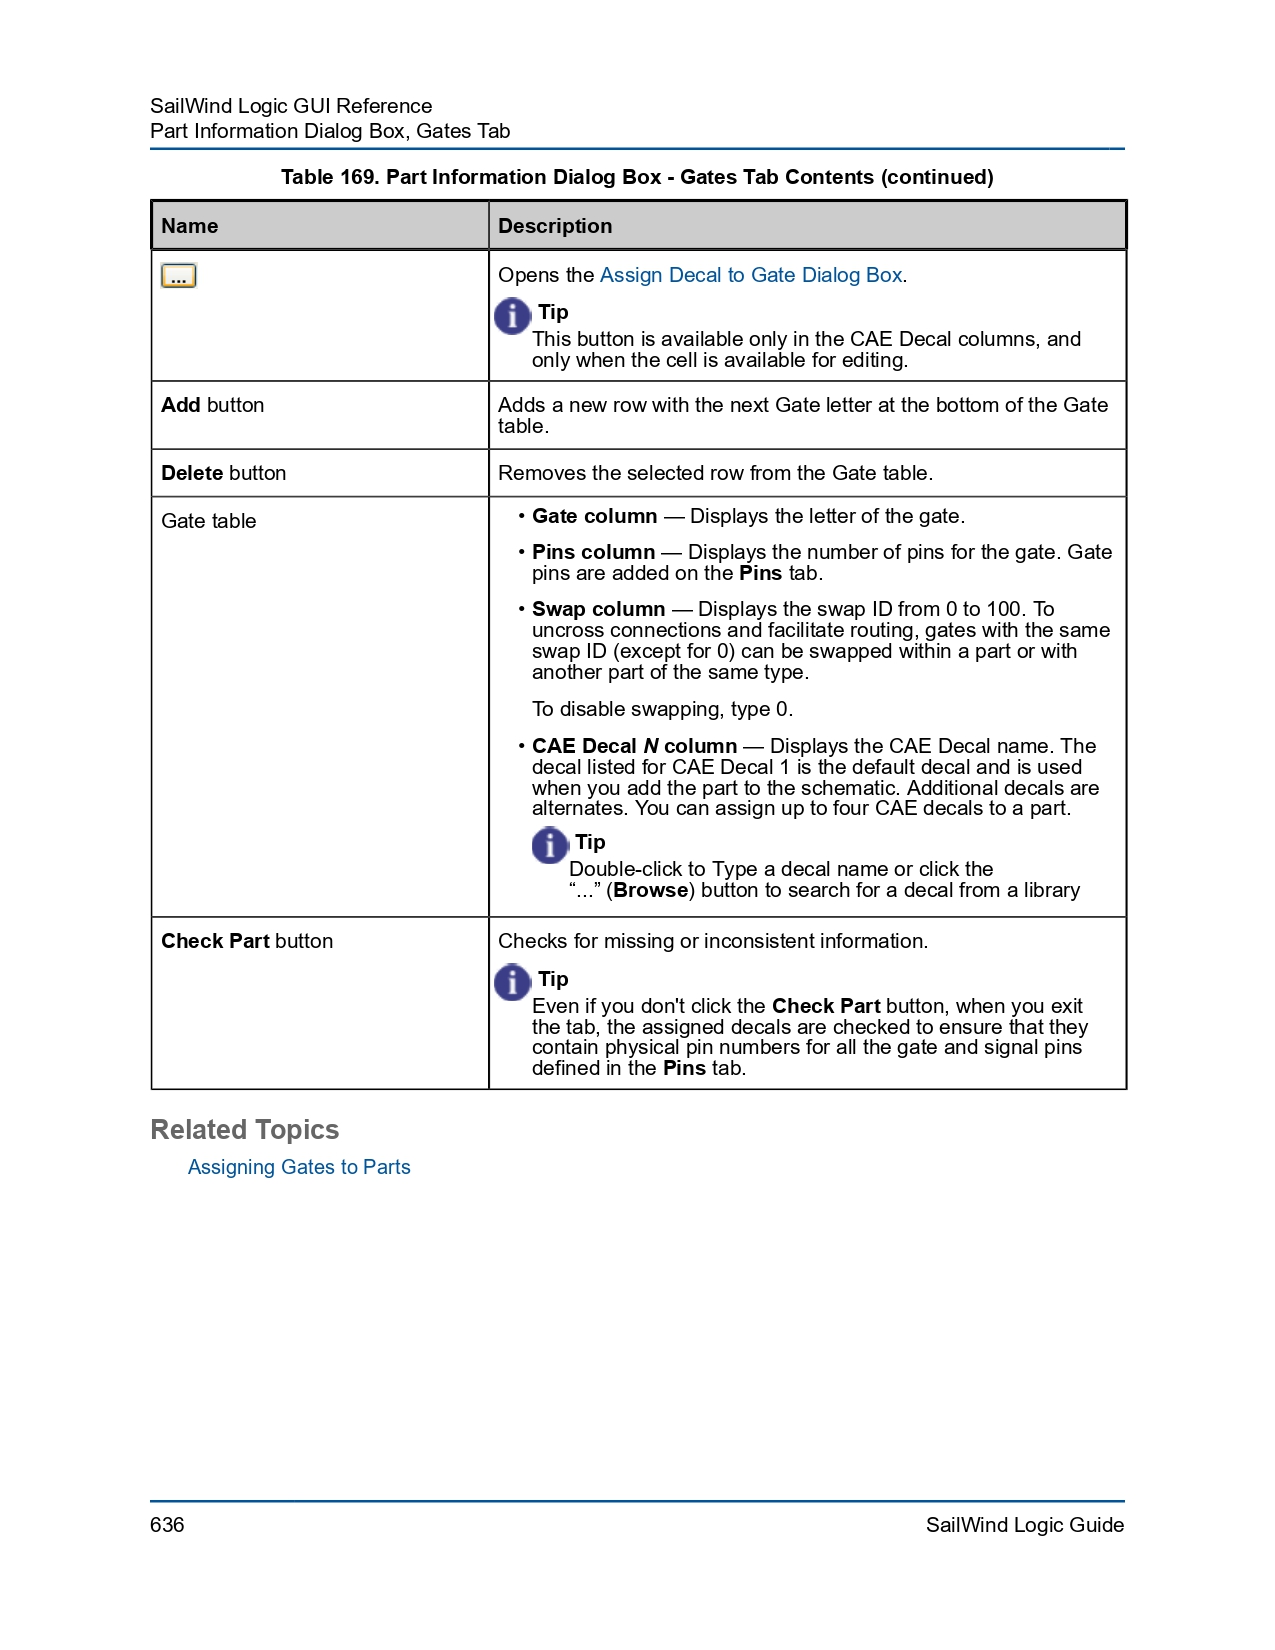 SailWind Logic GUI Reference
Part Information Dialog Box, Gates Tab
Table 169. Part Information Dialog Box - Gates Tab Contents (continued)
Name
Description
...
Opens the Assign Decal to Gate Dialog Box.
i Tip
This button is available only in the CAE Decal columns, and
only when the cell is available for editing.
Add button
Adds a new row with the next Gate letter at the bottom of the Gate
table.
Delete button
Removes the selected row from the Gate table.
Gate table
• Gate column — Displays the letter of the gate.
• Pins column — Displays the number of pins for the gate. Gate
pins are added on the Pins tab.
• Swap column — Displays the swap ID from 0 to 100. To
uncross connections and facilitate routing, gates with the same
swap ID (except for 0) can be swapped within a part or with
another part of the same type.
To disable swapping, type 0.
• CAE Decal N column — Displays the CAE Decal name. The
decal listed for CAE Decal 1 is the default decal and is used
when you add the part to the schematic. Additional decals are
alternates. You can assign up to four CAE decals to a part.
i Tip
Double-click to Type a decal name or click the
“...” (Browse) button to search for a decal from a library
Check Part button
Checks for missing or inconsistent information.
i Tip
Even if you don't click the Check Part button, when you exit
the tab, the assigned decals are checked to ensure that they
contain physical pin numbers for all the gate and signal pins
defined in the Pins tab.
Related Topics
Assigning Gates to Parts
636
SailWind Logic Guide